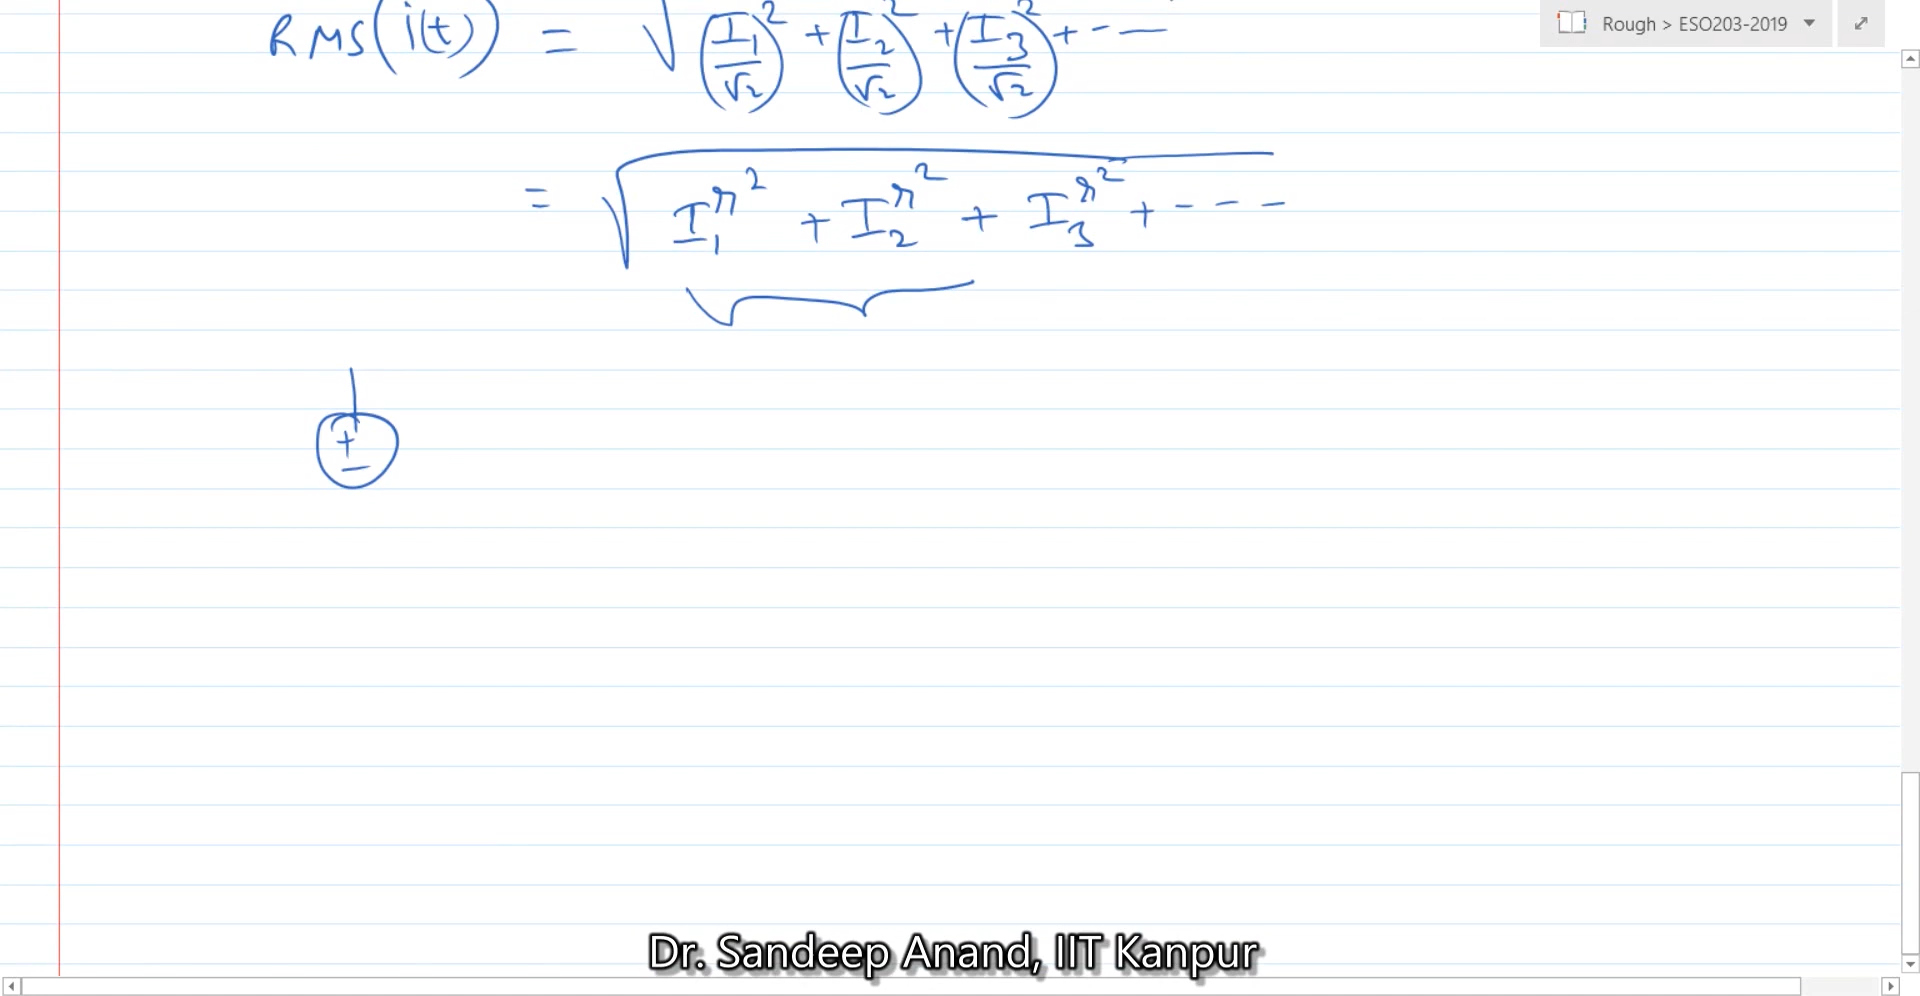 Rough > ESO203-2019
RMS(i(t)) = √(I₁/√2)² + (I₂/√2)² + (I₃/√2)² + - —
= √ I₁ʳ² + I₂ʳ² + I₃ʳ² + - - -
+
−
Dr. Sandeep Anand, IIT Kanpur